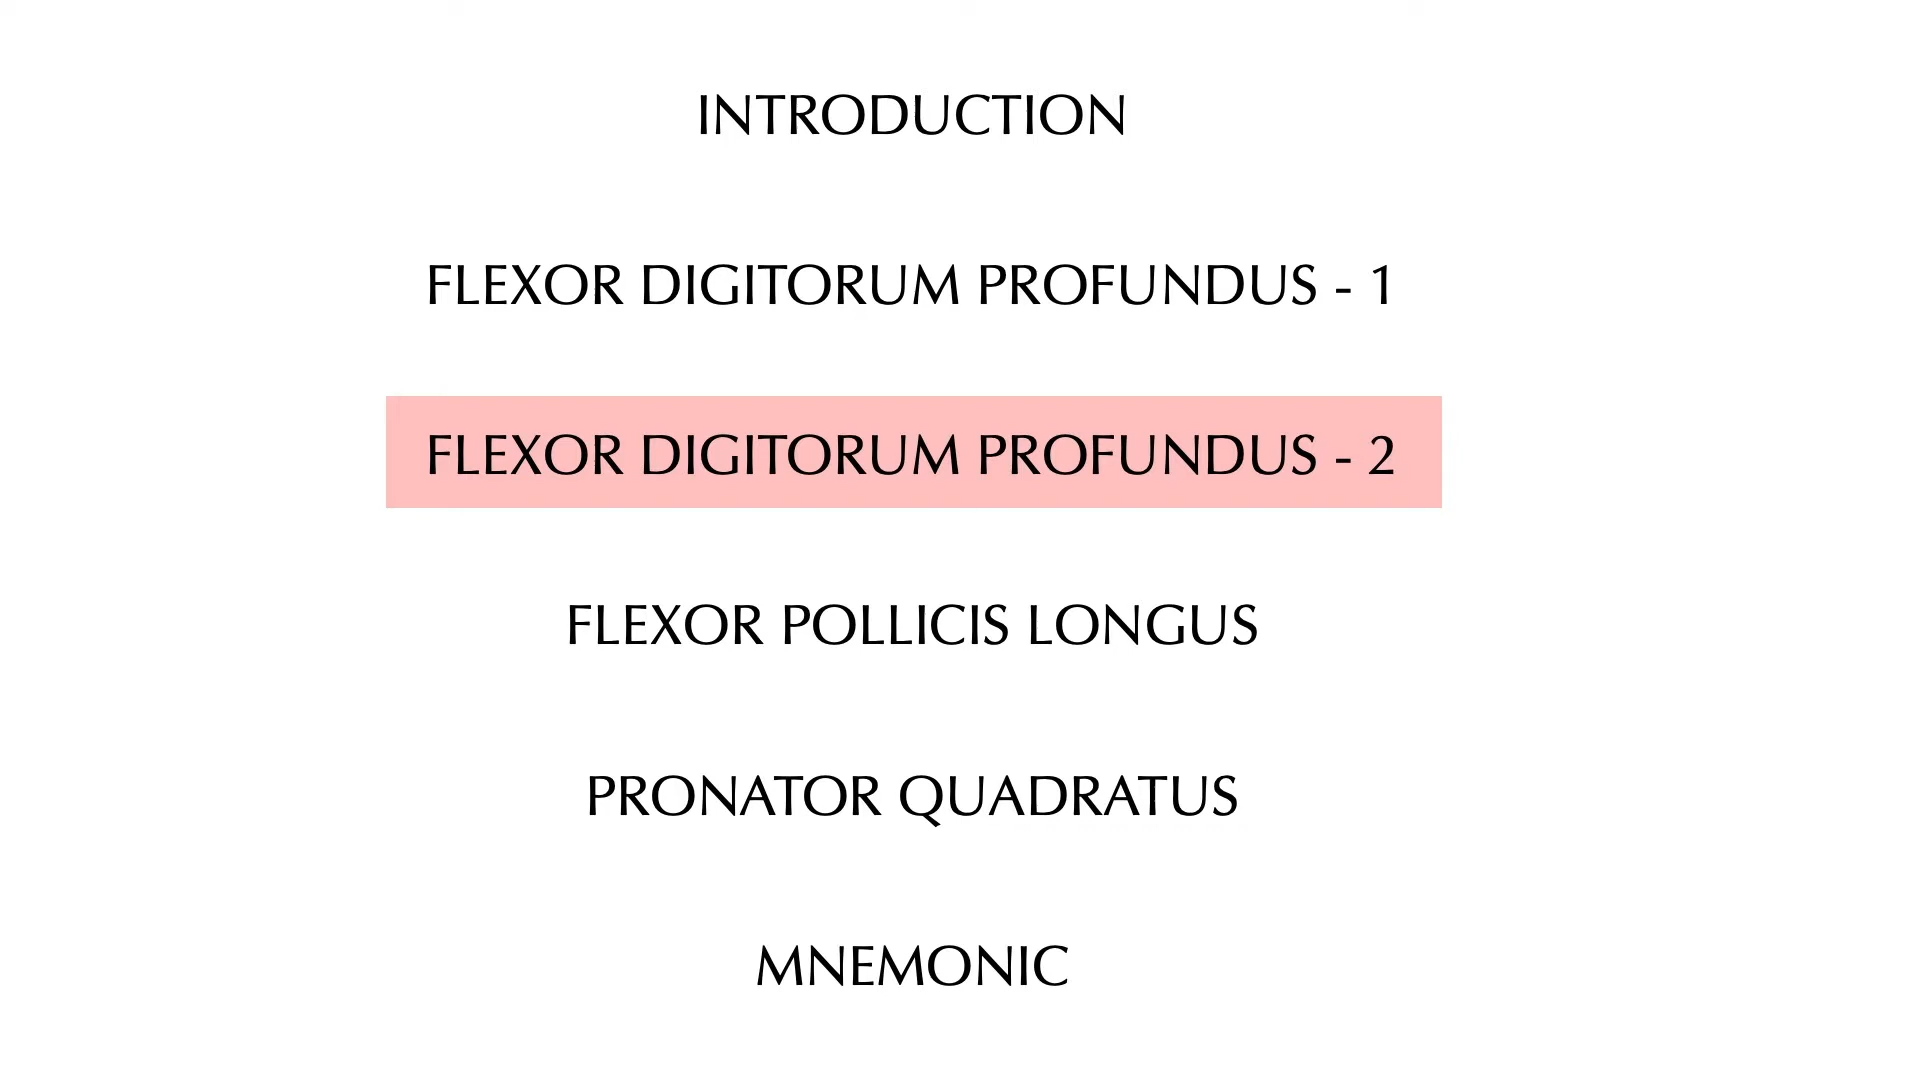 INTRODUCTION
FLEXOR DIGITORUM PROFUNDUS - 1
FLEXOR DIGITORUM PROFUNDUS - 2
FLEXOR POLLICIS LONGUS
PRONATOR QUADRATUS
MNEMONIC